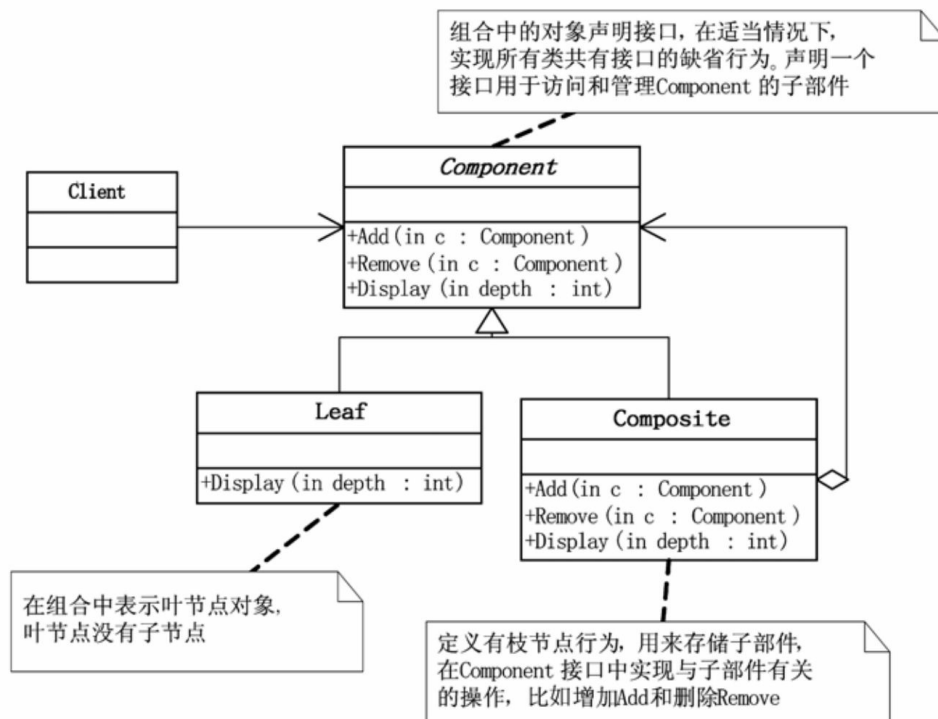 组合中的对象声明接口, 在适当情况下,
实现所有类共有接口的缺省行为。声明一个
接口用于访问和管理Component 的子部件
Component
Client
+Add(in c : Component)
+Remove(in c : Component)
+Display(in depth : int)
Leaf
+Display(in depth : int)
Composite
+Add(in c : Component)
+Remove(in c : Component)
+Display(in depth : int)
在组合中表示叶节点对象,
叶节点没有子节点
定义有枝节点行为, 用来存储子部件,
在Component 接口中实现与子部件有关
的操作, 比如增加Add和删除Remove